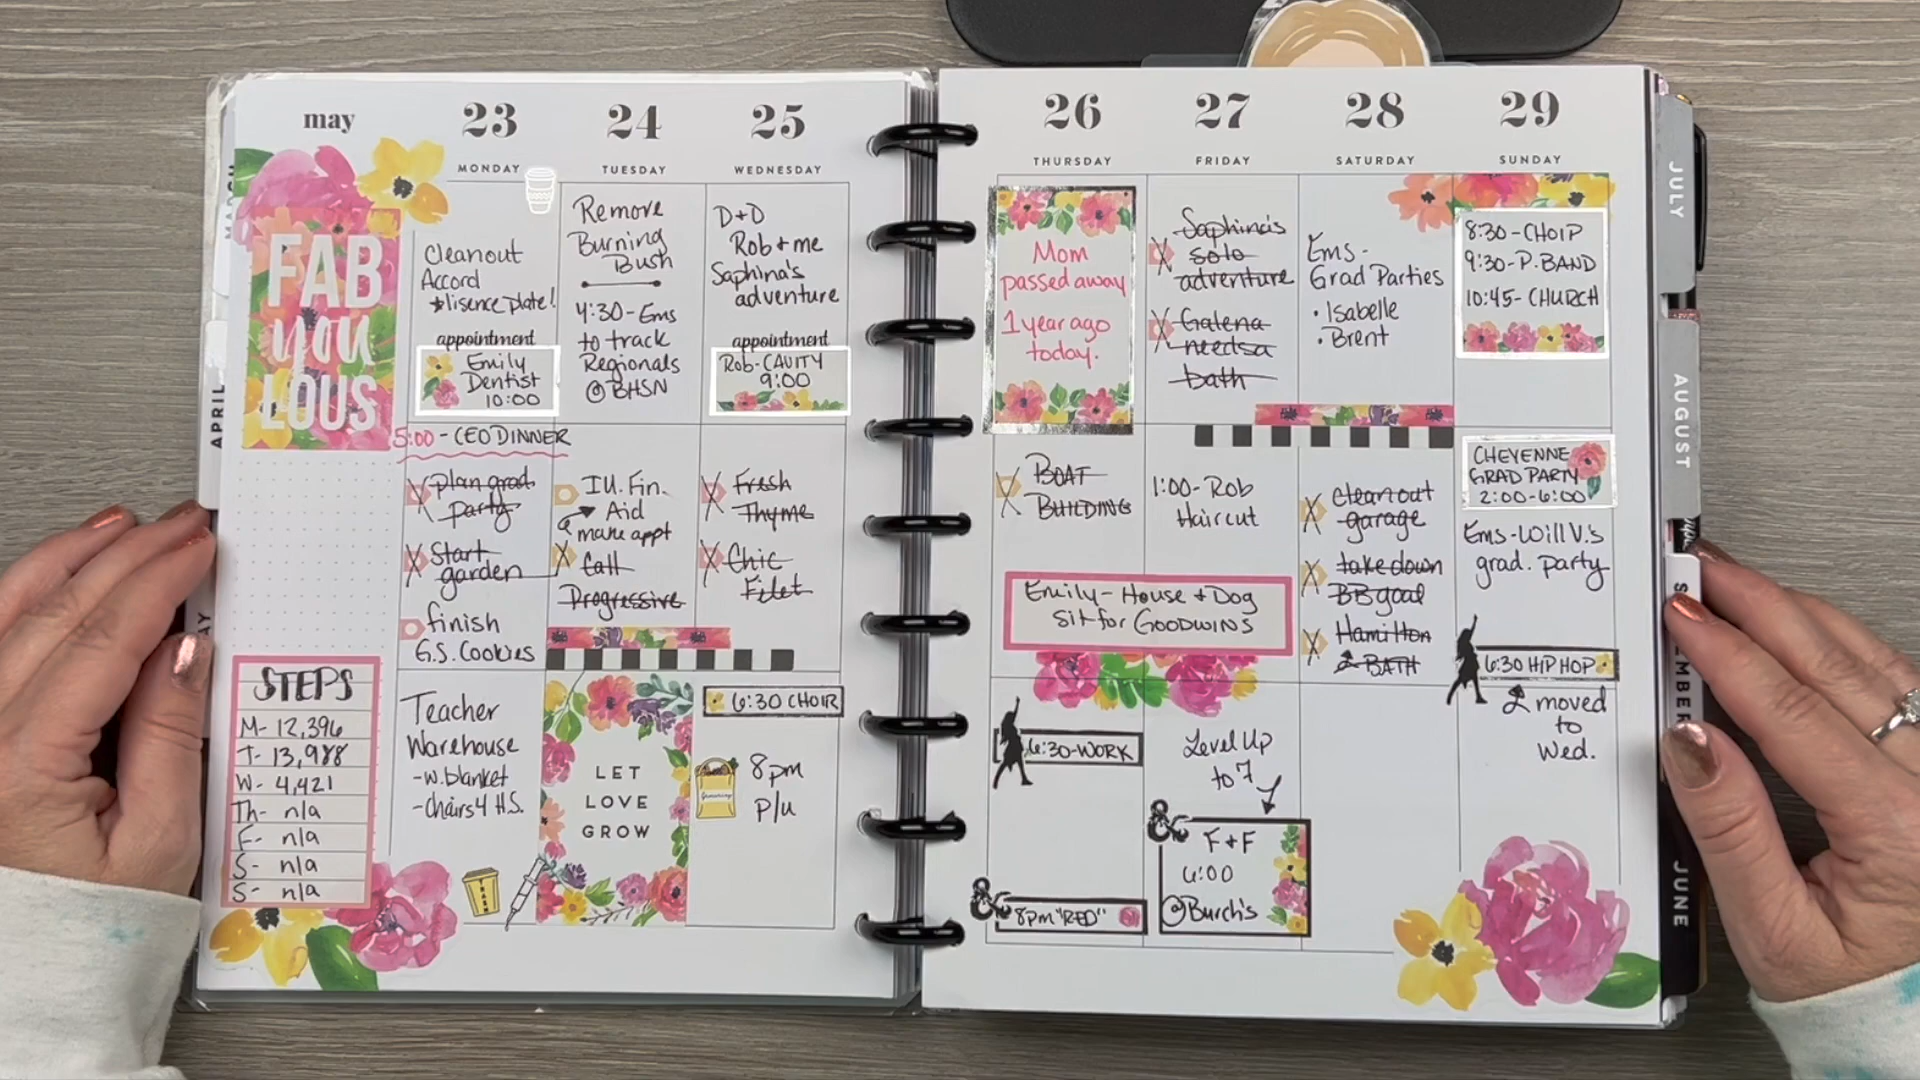 may
FAB
you
LOUS
STEPS
M- 12,396
T- 13,988
W- 4,421
Th- n/a
F- n/a
S- n/a
S- n/a
23
MONDAY
Cleanout
Accord
*lisence plate!
appointment
Emily
Dentist
10:00
5:00 - CEO DINNER
plan grad
party
Start
garden
finish
G.S. Cookies
Teacher
Warehouse
-w. blanket
-chairs 4 H.S.
TRASH
24
TUESDAY
Remove
Burning
Bush
4:30-Ems
to track
Regionals
@BHSN
IU. Fin.
Aid
make appt
Call
Progressive
LET
LOVE
GROW
25
WEDNESDAY
D+D
Rob + me
Saphina's
adventure
appointment
Rob-CAVITY
9:00
Fresh
Thyme
Chic
Filet
6:30 CHOIR
8pm
P/u
26
THURSDAY
Mom
passed away
1 year ago
today.
BOAT
BUILDING
Emily- House + Dog
sit for GOODWINS
6:30-WORK
8pm "RED"
27
FRIDAY
Saphina's
solo
adventure
Galena
needs a
bath
1:00-Rob
Haircut
Level Up
to 7
F+F
6:00
@Burch's
28
SATURDAY
Ems-
Grad Parties
• Isabelle
• Brent
clean out
garage
take down
BB goal
Hamilton
BATH
29
SUNDAY
8:30-CHOIR
9:30-P. BAND
10:45-CHURCH
CHEYENNE
GRAD PARTY
2:00-6:00
Ems-Will V.'s
grad. party
6:30 HIP HOP
moved
to
Wed.
MARCH
APRIL
JULY
AUGUST
JUNE